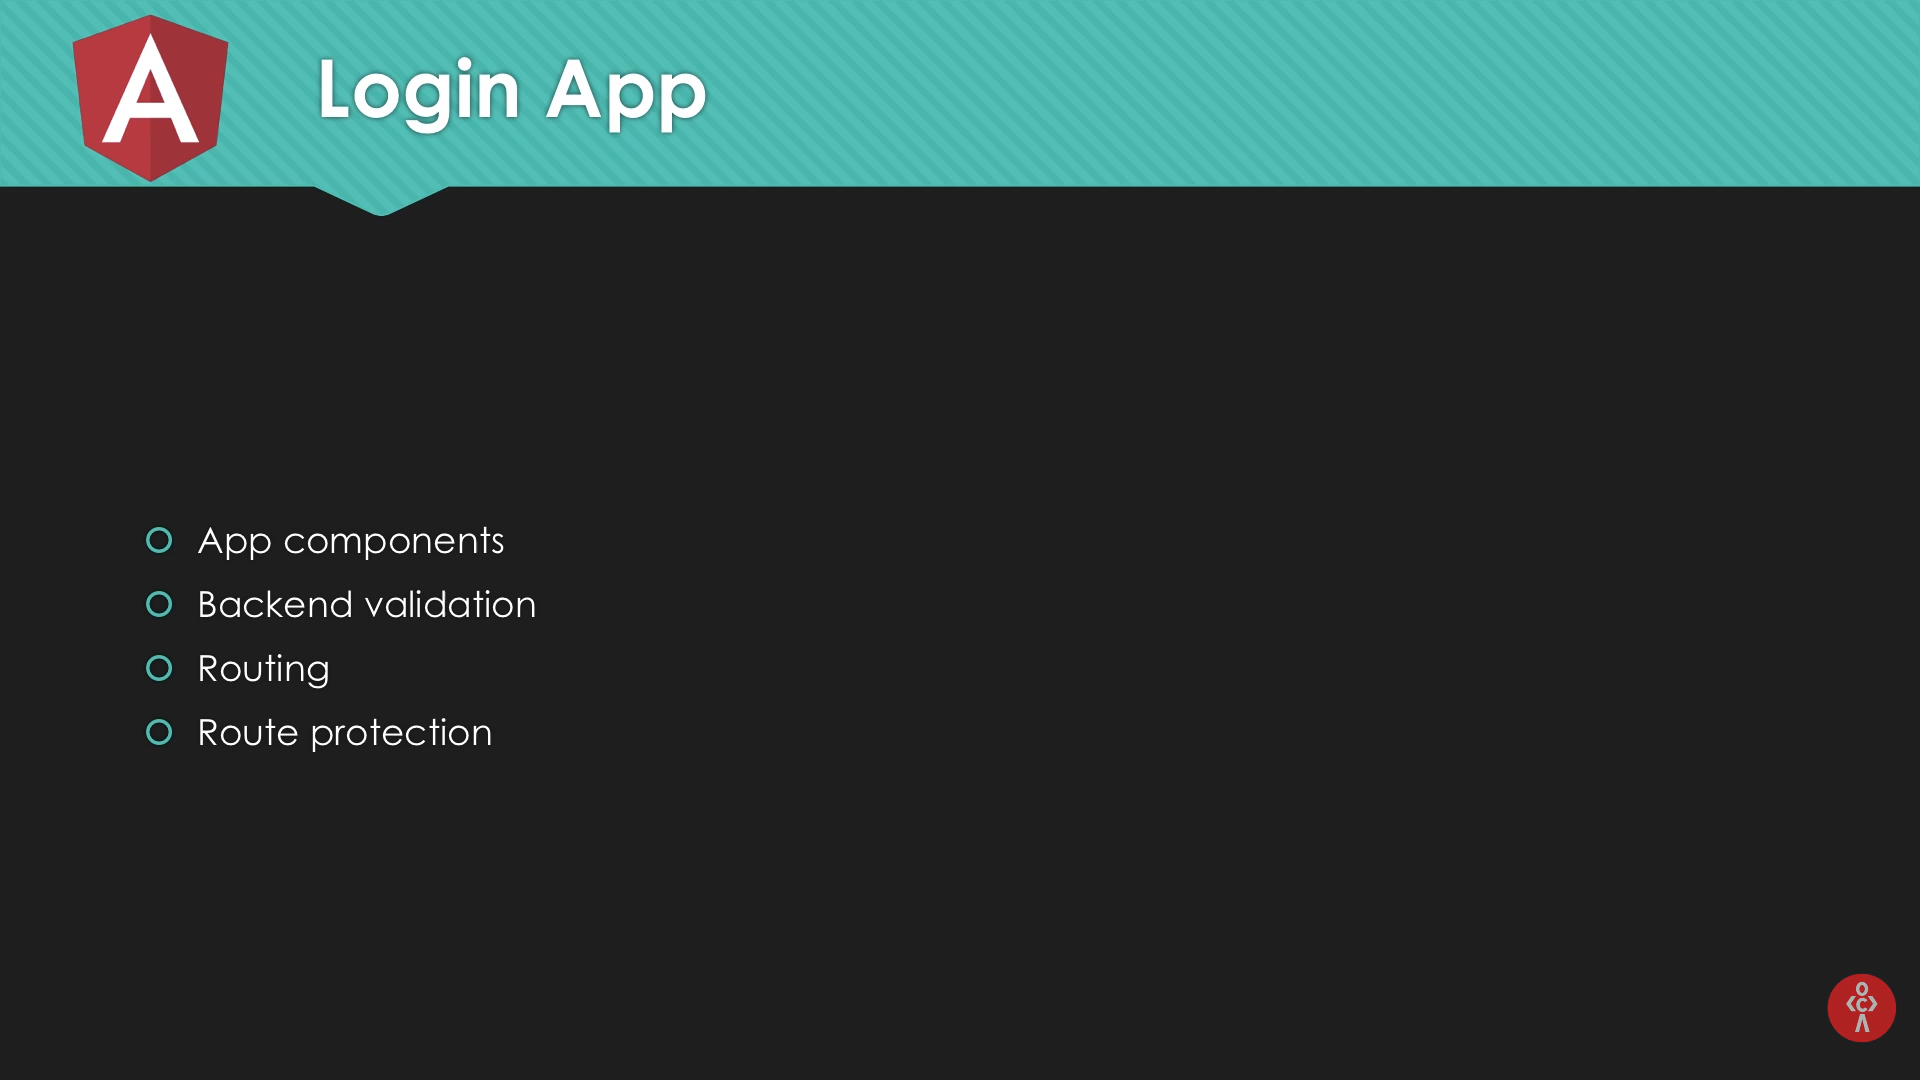 Login App
App components
Backend validation
Routing
Route protection